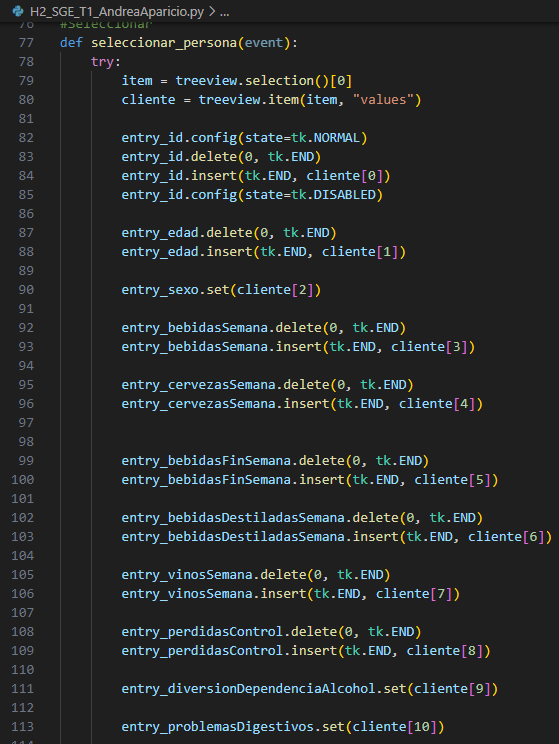 H2_SGE_T1_AndreaAparicio.py > ...
76 #Seleccionar
77 def seleccionar_persona(event):
78     try:
79         item = treeview.selection()[0]
80         cliente = treeview.item(item, "values")
81
82         entry_id.config(state=tk.NORMAL)
83         entry_id.delete(0, tk.END)
84         entry_id.insert(tk.END, cliente[0])
85         entry_id.config(state=tk.DISABLED)
86
87         entry_edad.delete(0, tk.END)
88         entry_edad.insert(tk.END, cliente[1])
89
90         entry_sexo.set(cliente[2])
91
92         entry_bebidasSemana.delete(0, tk.END)
93         entry_bebidasSemana.insert(tk.END, cliente[3])
94
95         entry_cervezasSemana.delete(0, tk.END)
96         entry_cervezasSemana.insert(tk.END, cliente[4])
97
98
99         entry_bebidasFinSemana.delete(0, tk.END)
100         entry_bebidasFinSemana.insert(tk.END, cliente[5])
101
102         entry_bebidasDestiladasSemana.delete(0, tk.END)
103         entry_bebidasDestiladasSemana.insert(tk.END, cliente[6])
104
105         entry_vinosSemana.delete(0, tk.END)
106         entry_vinosSemana.insert(tk.END, cliente[7])
107
108         entry_perdidasControl.delete(0, tk.END)
109         entry_perdidasControl.insert(tk.END, cliente[8])
110
111         entry_diversionDependenciaAlcohol.set(cliente[9])
112
113         entry_problemasDigestivos.set(cliente[10])